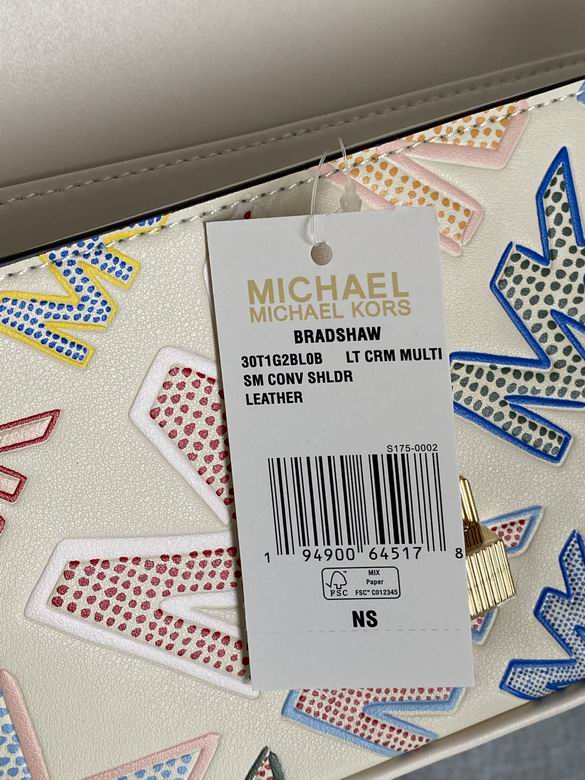 MICHAEL
MICHAEL KORS
BRADSHAW
30T1G2BL0B LT CRM MULTI
SM CONV SHLDR
LEATHER
S175-0002
1 94900 64517 8
MIX
Paper
FSC FSC™ C012345
NS